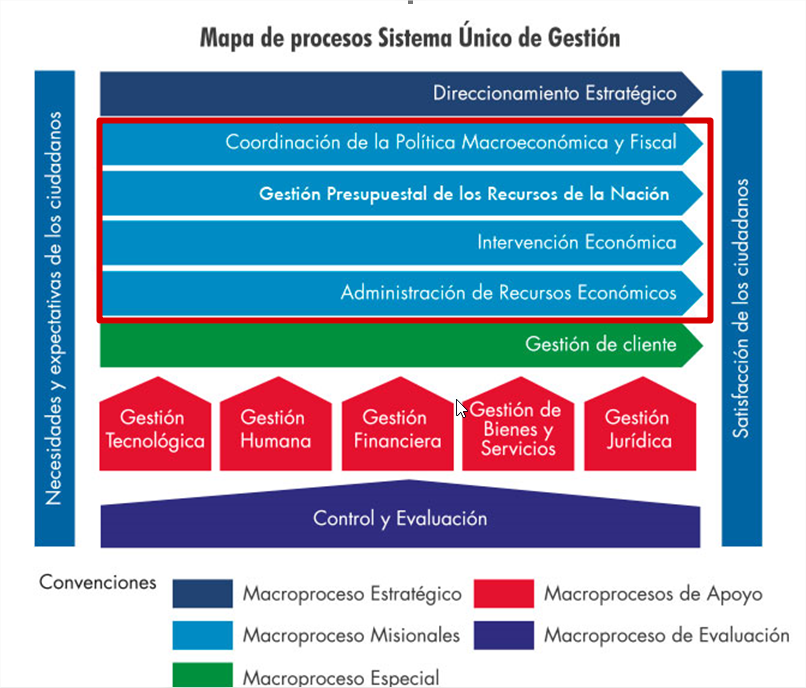 Mapa de procesos Sistema Único de Gestión
Necesidades y expectativas de los ciudadanos
Direccionamiento Estratégico
Coordinación de la Política Macroeconómica y Fiscal
Gestión Presupuestal de los Recursos de la Nación
Intervención Económica
Administración de Recursos Económicos
Gestión de cliente
Satisfacción de los ciudadanos
Gestión
Tecnológica
Gestión
Humana
Gestión
Financiera
Gestión de
Bienes y
Servicios
Gestión
Jurídica
Control y Evaluación
Convenciones
Macroproceso Estratégico
Macroprocesos de Apoyo
Macroproceso Misionales
Macroproceso de Evaluación
Macroproceso Especial